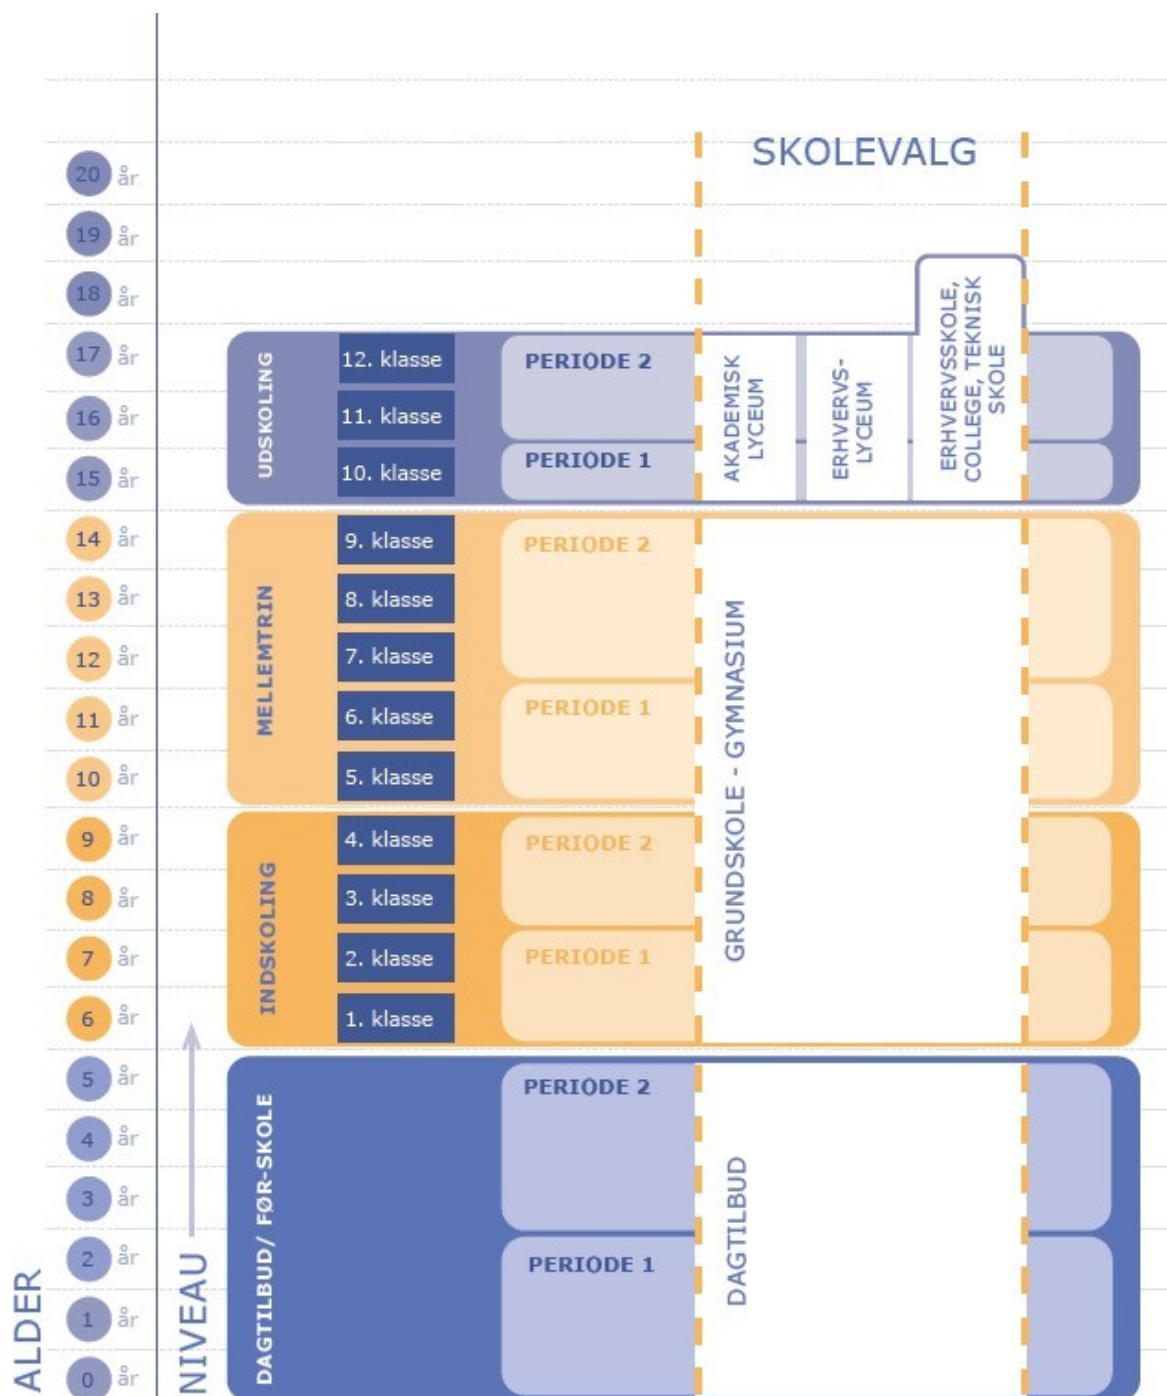 SKOLEVALG
20 år
19 år
18 år
17 år
16 år
15 år
14 år
13 år
12 år
11 år
10 år
9 år
8 år
7 år
6 år
5 år
4 år
3 år
2 år
1 år
0 år
ALDER
NIVEAU
UDSKOLING
12. klasse
11. klasse
10. klasse
PERIODE 2
PERIODE 1
AKADEMISK
LYCEUM
ERHVERVS-
LYCEUM
ERHVERVSSKOLE,
COLLEGE, TEKNISK
SKOLE
MELLEMTRIN
9. klasse
8. klasse
7. klasse
6. klasse
5. klasse
PERIODE 2
PERIODE 1
INDSKOLING
4. klasse
3. klasse
2. klasse
1. klasse
PERIODE 2
PERIODE 1
GRUNDSKOLE - GYMNASIUM
DAGTILBUD/ FØR-SKOLE
PERIODE 2
PERIODE 1
DAGTILBUD